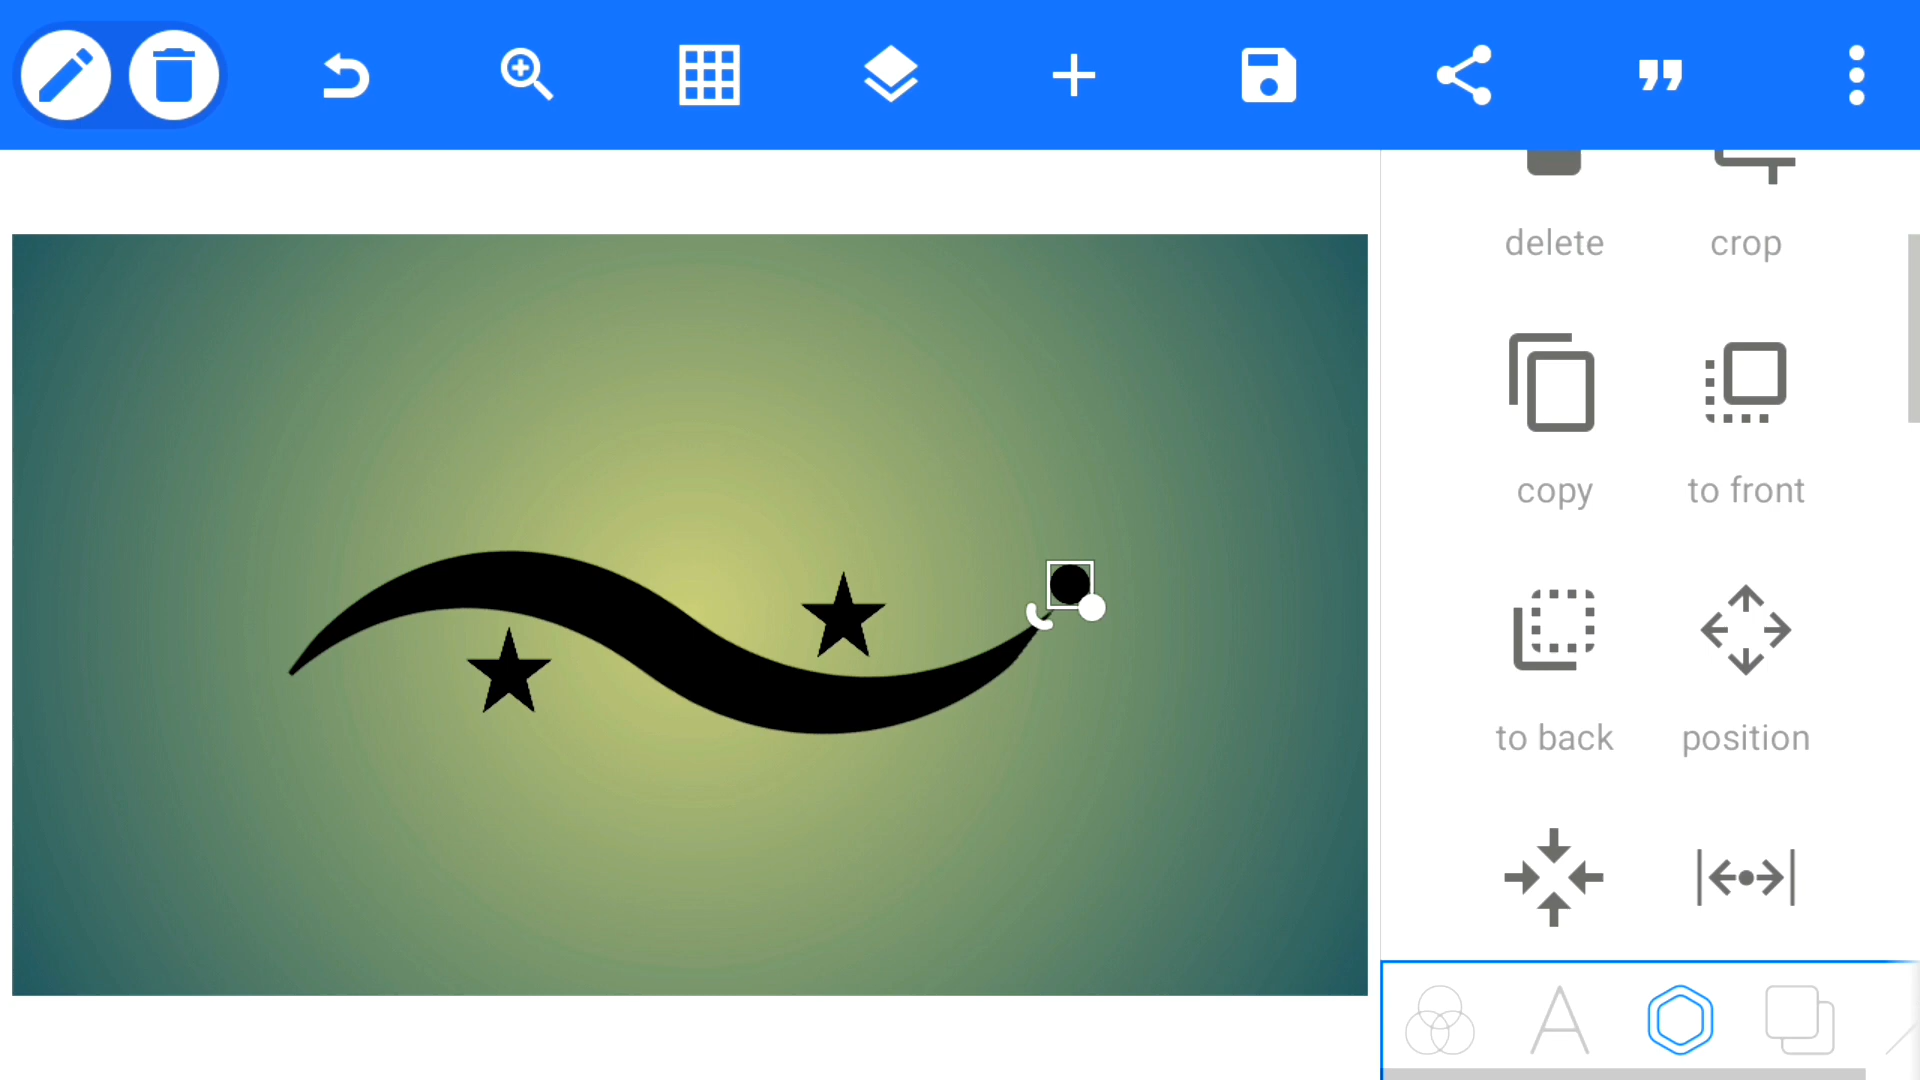 delete
crop
copy
to front
to back
position